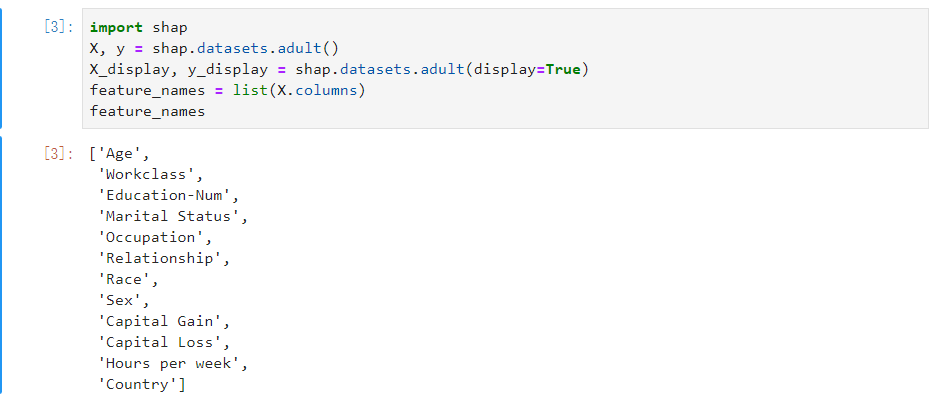 [3]: import shap
X, y = shap.datasets.adult()
X_display, y_display = shap.datasets.adult(display=True)
feature_names = list(X.columns)
feature_names
[3]: ['Age',
'Workclass',
'Education-Num',
'Marital Status',
'Occupation',
'Relationship',
'Race',
'Sex',
'Capital Gain',
'Capital Loss',
'Hours per week',
'Country']